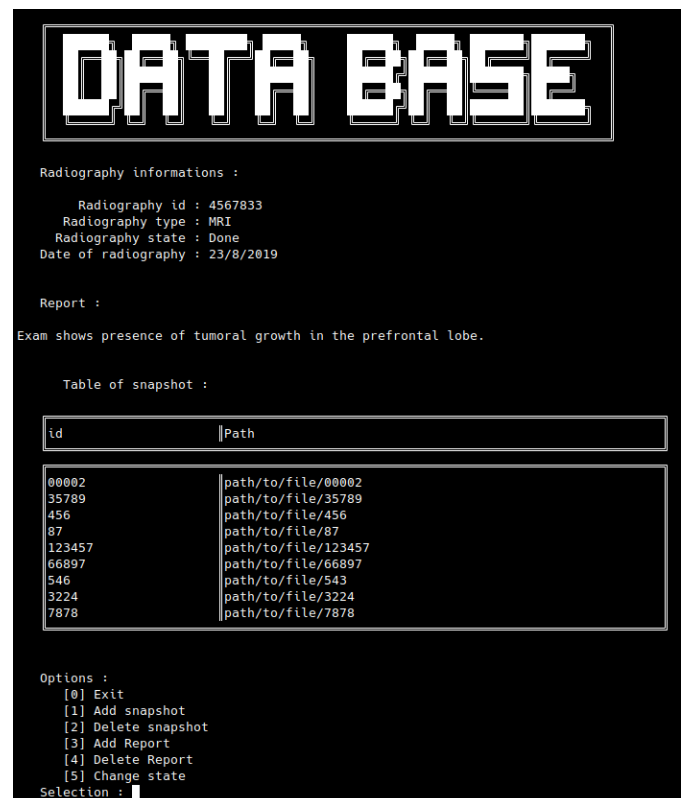 DATA BASE
Radiography informations :
Radiography id : 4567833
Radiography type : MRI
Radiography state : Done
Date of radiography : 23/8/2019
Report :
Exam shows presence of tumoral growth in the prefrontal lobe.
Table of snapshot :
id Path
00002 path/to/file/00002
35789 path/to/file/35789
456 path/to/file/456
87 path/to/file/87
123457 path/to/file/123457
66897 path/to/file/66897
546 path/to/file/543
3224 path/to/file/3224
7878 path/to/file/7878
Options :
[0] Exit
[1] Add snapshot
[2] Delete snapshot
[3] Add Report
[4] Delete Report
[5] Change state
Selection :